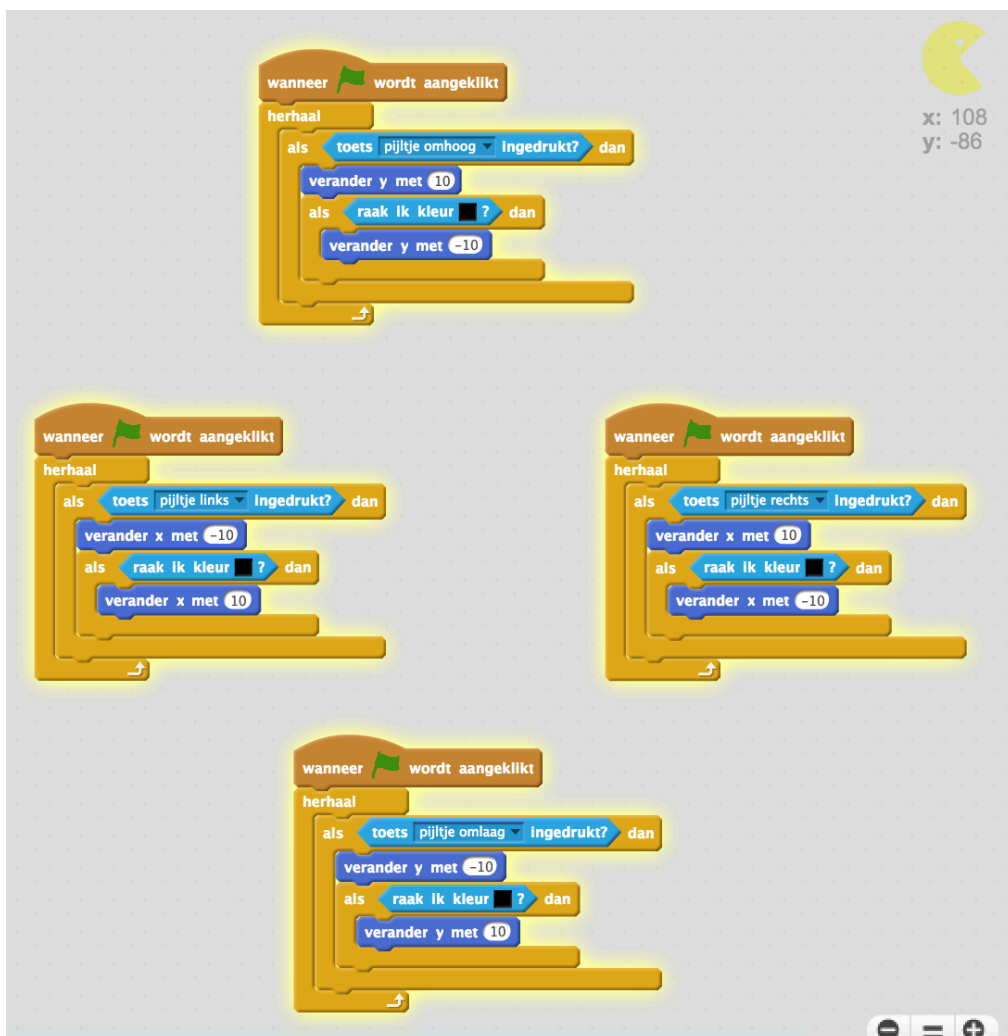 wanneer wordt aangeklikt
herhaal
als toets pijltje omhoog ingedrukt? dan
verander y met 10
als raak ik kleur ? dan
verander y met -10
x: 108
y: -86
wanneer wordt aangeklikt
herhaal
als toets pijltje links ingedrukt? dan
verander x met -10
als raak ik kleur ? dan
verander x met 10
wanneer wordt aangeklikt
herhaal
als toets pijltje rechts ingedrukt? dan
verander x met 10
als raak ik kleur ? dan
verander x met -10
wanneer wordt aangeklikt
herhaal
als toets pijltje omlaag ingedrukt? dan
verander y met -10
als raak ik kleur ? dan
verander y met 10